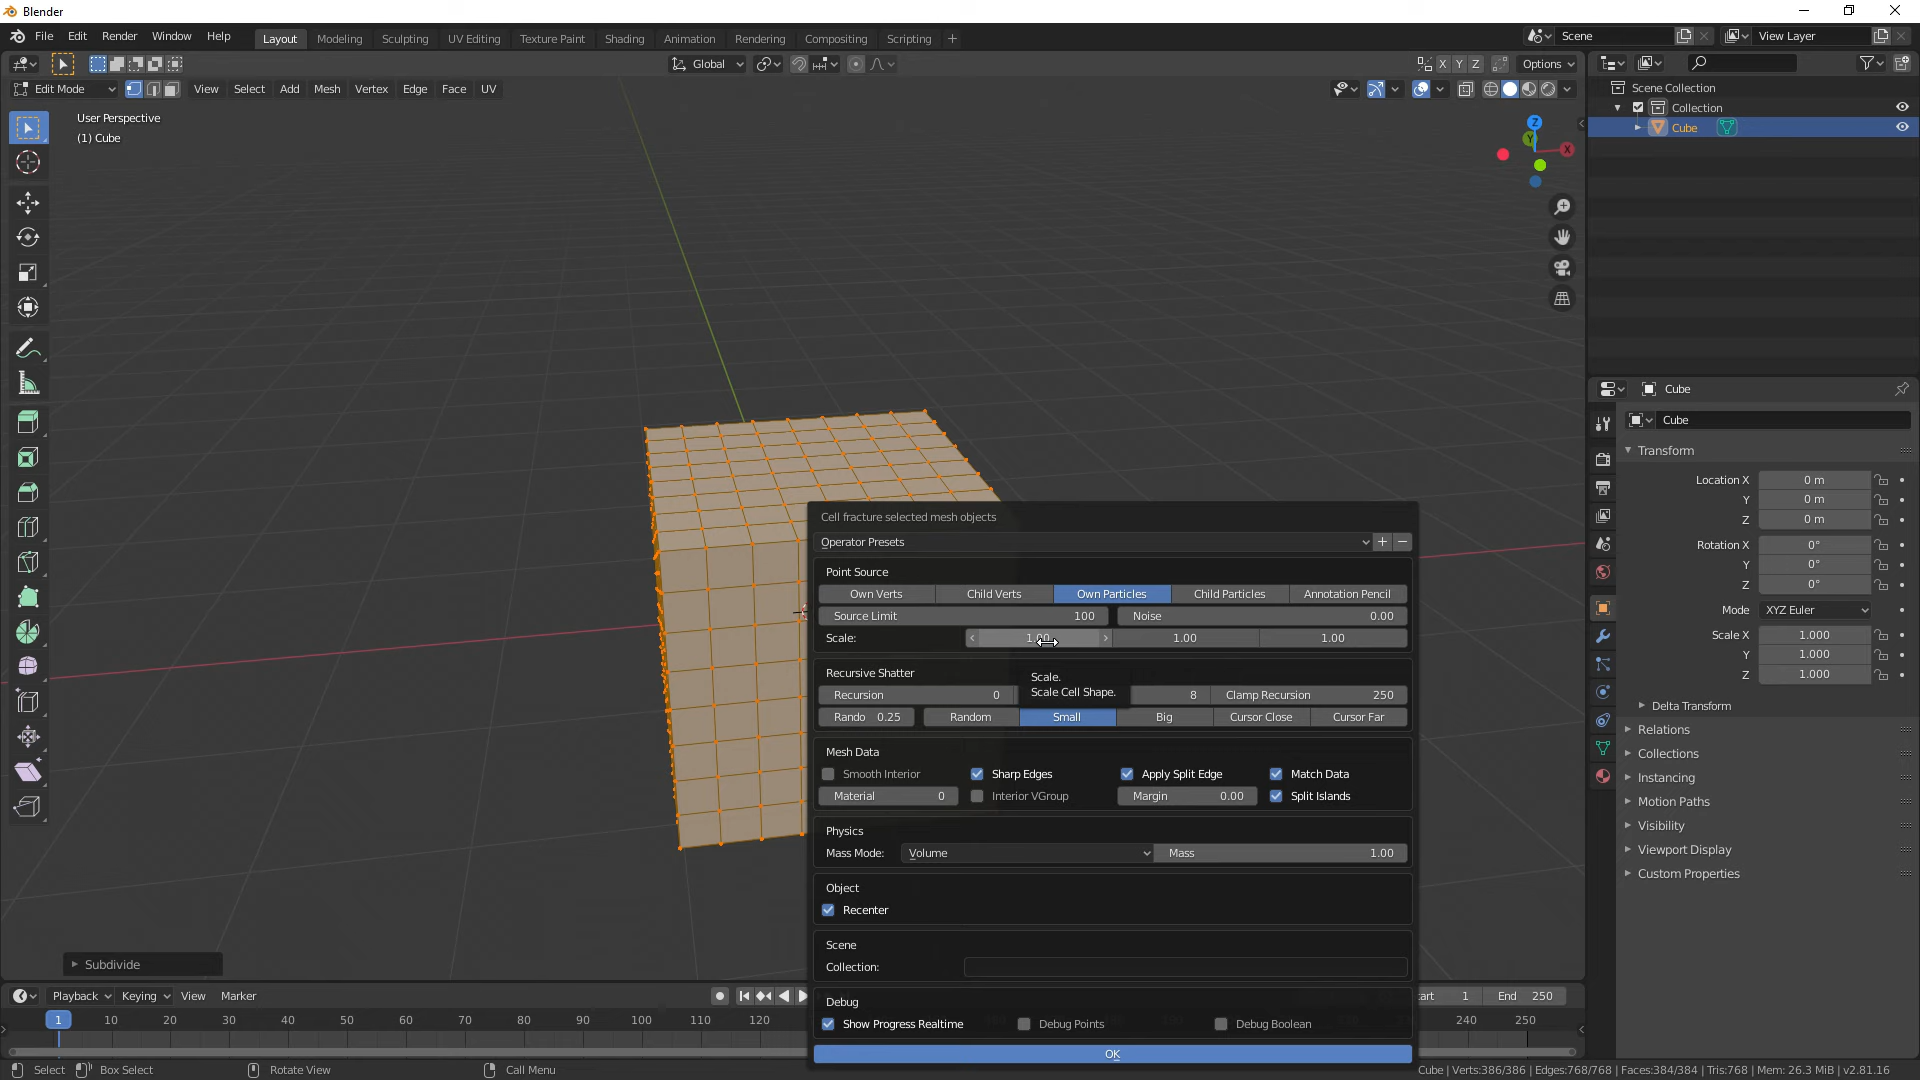 Blender
File Edit Render Window Help Layout Modeling Sculpting UV Editing Texture Paint Shading Animation Rendering Compositing Scripting + Scene View Layer
Global X Y Z Options
Edit Mode View Select Add Mesh Vertex Edge Face UV
User Perspective
(1) Cube
Z
Y
X
Scene Collection
Collection
Cube
Cube
Cube
Transform
Location X 0 m
Y 0 m
Z 0 m
Rotation X 0°
Y 0°
Z 0°
Mode XYZ Euler
Scale X 1.000
Y 1.000
Z 1.000
Delta Transform
Relations
Collections
Instancing
Motion Paths
Visibility
Viewport Display
Custom Properties
Cell fracture selected mesh objects
Operator Presets
Point Source
Own Verts Child Verts Own Particles Child Particles Annotation Pencil
Source Limit 100 Noise 0.00
Scale: 1.00 1.00 1.00
Scale.
Scale Cell Shape.
Recursive Shatter
Recursion 0 8 Clamp Recursion 250
Rando 0.25 Random Small Big Cursor Close Cursor Far
Mesh Data
Smooth Interior Sharp Edges Apply Split Edge Match Data
Material 0 Interior VGroup Margin 0.00 Split Islands
Physics
Mass Mode: Volume Mass 1.00
Object
Recenter
Scene
Collection:
Debug
Show Progress Realtime Debug Points Debug Boolean
OK
Subdivide
Playback Keying View Marker art 1 End 250
1 10 20 30 40 50 60 70 80 90 100 110 120 240 250
Select Box Select Rotate View Call Menu Cube | Verts:386/386 | Edges:768/768 | Faces:384/384 | Tris:768 | Mem: 26.3 MiB | v2.81.16